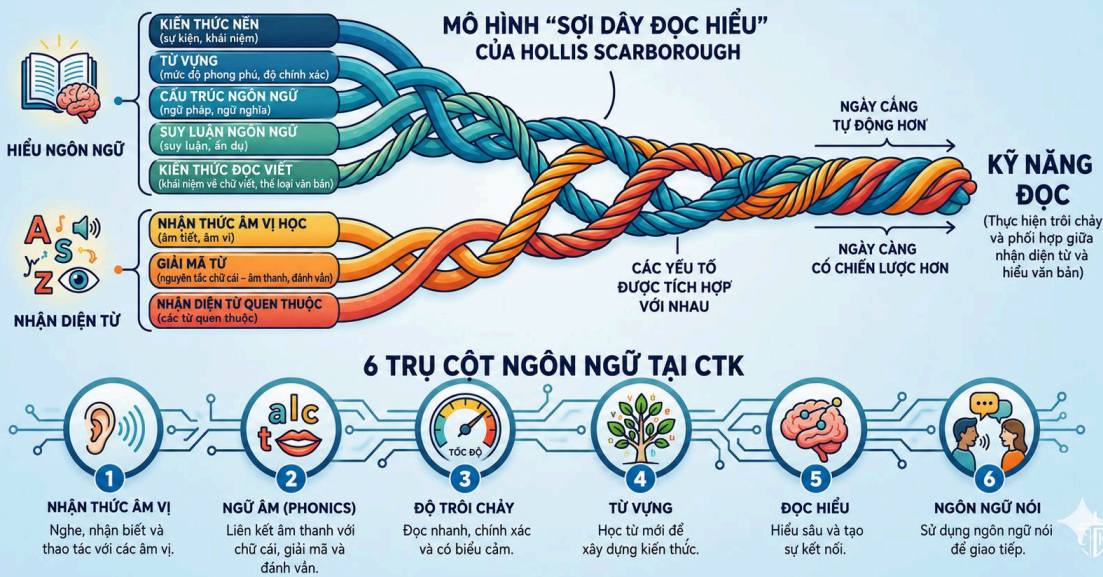 MÔ HÌNH “SỢI DÂY ĐỌC HIỂU”
CỦA HOLLIS SCARBOROUGH
HIỂU NGÔN NGỮ
KIẾN THỨC NỀN
(sự kiện, khái niệm)
TỪ VỰNG
(mức độ phong phú, độ chính xác)
CẤU TRÚC NGÔN NGỮ
(ngữ pháp, ngữ nghĩa)
SUY LUẬN NGÔN NGỮ
(suy luận, ẩn dụ)
KIẾN THỨC ĐỌC VIẾT
(khái niệm về chữ viết, thể loại văn bản)
NHẬN DIỆN TỪ
A
S
Z
NHẬN THỨC ÂM VỊ HỌC
(âm tiết, âm vi)
GIẢI MÃ TỪ
(nguyên tắc chữ cái – âm thanh, đánh vần)
NHẬN DIỆN TỪ QUEN THUỘC
(các từ quen thuộc)
CÁC YẾU TỐ
ĐƯỢC TÍCH HỢP
VỚI NHAU
NGÀY CẮNG
TỰ ĐỘNG HƠN
NGÀY CÀNG
CÓ CHIẾN LƯỢC HƠN
KỸ NĂNG
ĐỌC
(Thực hiện trôi chảy
và phối hợp giữa
nhận diện từ và
hiểu văn bản)
6 TRỤ CỘT NGÔN NGỮ TẠI CTK
1
NHẬN THỨC ÂM VỊ
Nghe, nhận biết và
thao tác với các âm vị.
alc
t
2
NGỮ ÂM (PHONICS)
Liên kết âm thanh với
chữ cái, giải mã và
đánh vần.
TỐC ĐỘ
3
ĐỘ TRÔI CHẢY
Đọc nhanh, chính xác
và có biểu cảm.
4
TỪ VỰNG
Học từ mới để
xây dựng kiến thức.
5
ĐỌC HIỂU
Hiểu sâu và tạo
sự kết nối.
6
NGÔN NGỮ NÓI
Sử dụng ngôn ngữ nói
để giao tiếp.